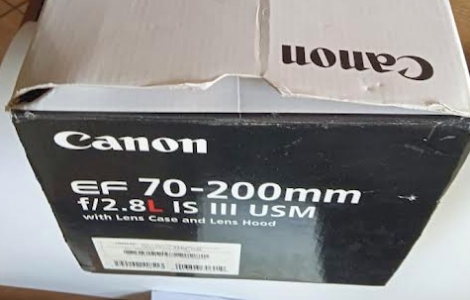 Canon
Canon
EF 70-200mm
f/2.8L IS III USM
with Lens Case and Lens Hood